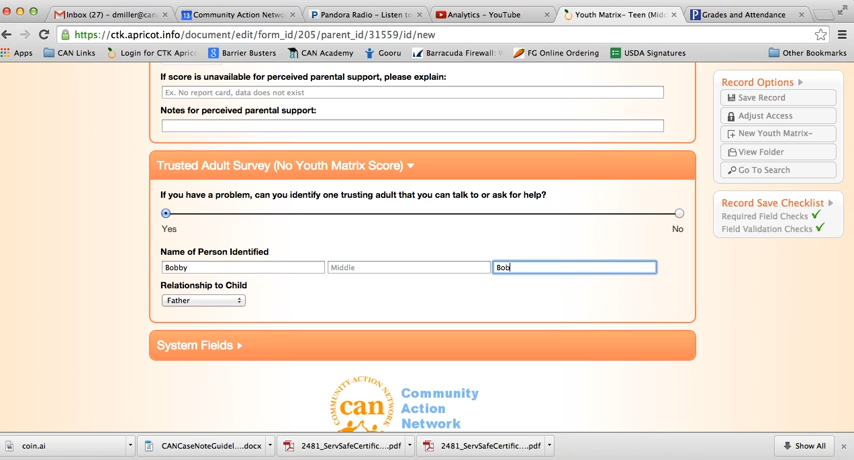 Inbox (27) – dmiller@can
Community Action Netw
Pandora Radio – Listen to
Analytics – YouTube
Youth Matrix– Teen (Midd
Grades and Attendance
https://ctk.apricot.info/document/edit/form_id/205/parent_id/31559/id/new
Apps
CAN Links
Login for CTK Aprico
Barrier Busters
CAN Academy
Gooru
Barracuda Firewall: W
FG Online Ordering
USDA Signatures
Other Bookmarks
If score is unavailable for perceived parental support, please explain:
Ex. No report card, data does not exist
Notes for perceived parental support:
Trusted Adult Survey (No Youth Matrix Score)
If you have a problem, can you identify one trusting adult that you can talk to or ask for help?
Yes
No
Name of Person Identified
Bobby
Middle
Bob
Relationship to Child
Father
System Fields
Record Options
Save Record
Adjust Access
New Youth Matrix–
View Folder
Go To Search
Record Save Checklist
Required Field Checks
Field Validation Checks
COMMUNITY ACTION NETWORK
can
Community
Action
Network
coin.ai
CANCaseNoteGuidel....docx
2481_ServSafeCertific....pdf
2481_ServSafeCertific....pdf
Show All